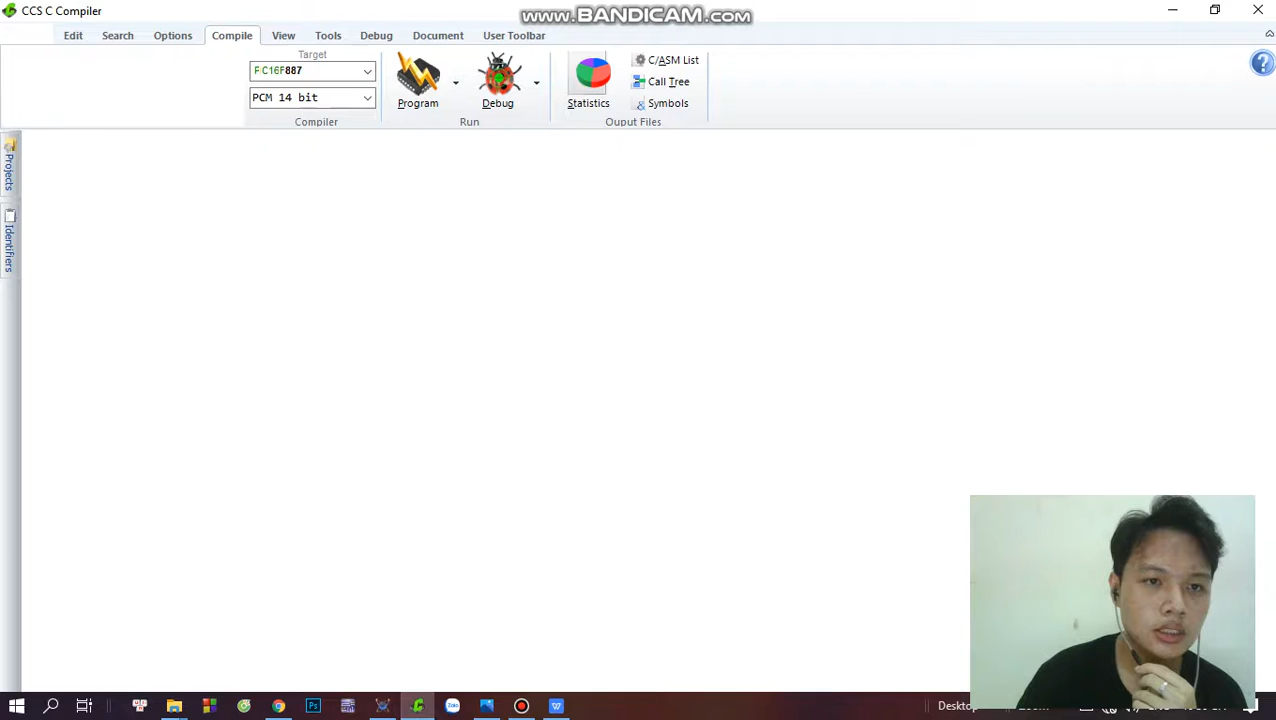 CCS C Compiler
www.BANDICAM.com
Edit Search Options Compile View Tools Debug Document User Toolbar
Target
PIC16F887
PCM 14 bit
Compiler
Program
Debug
Run
Statistics
C/ASM List
Call Tree
Symbols
Ouput Files
Projects
Identifiers
Desktop